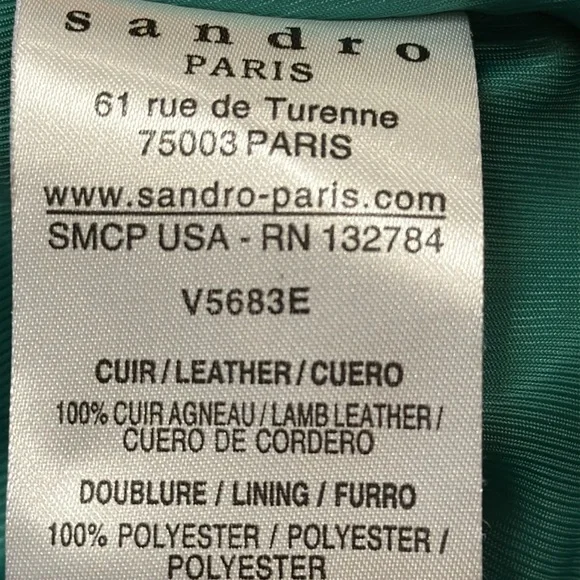 sandro
PARIS
61 rue de Turenne
75003 PARIS
www.sandro-paris.com
SMCP USA - RN 132784
V5683E
CUIR/LEATHER/CUERO
100% CUIR AGNEAU/LAMB LEATHER/
CUERO DE CORDERO
DOUBLURE / LINING / FURRO
100% POLYESTER / POLYESTER /
POLYESTER